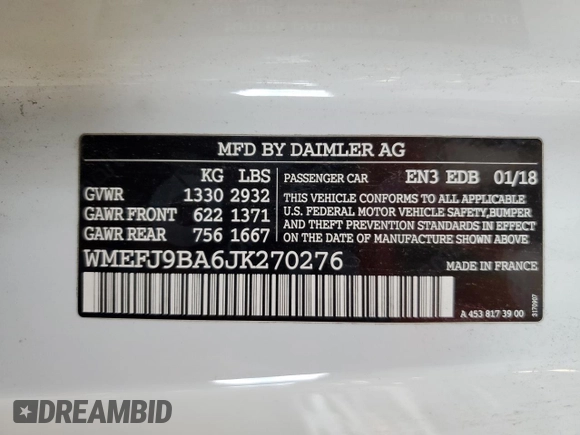 MFD BY DAIMLER AG
KG LBS
GVWR 1330 2932
GAWR FRONT 622 1371
GAWR REAR 756 1667
PASSENGER CAR EN3 EDB 01/18
THIS VEHICLE CONFORMS TO ALL APPLICABLE
U.S. FEDERAL MOTOR VEHICLE SAFETY,BUMPER
AND THEFT PREVENTION STANDARDS IN EFFECT
ON THE DATE OF MANUFACTURE
WMEFJ9BA6JK270276
MADE IN FRANCE
A 453 817 39 00
3170907
DREAMBID